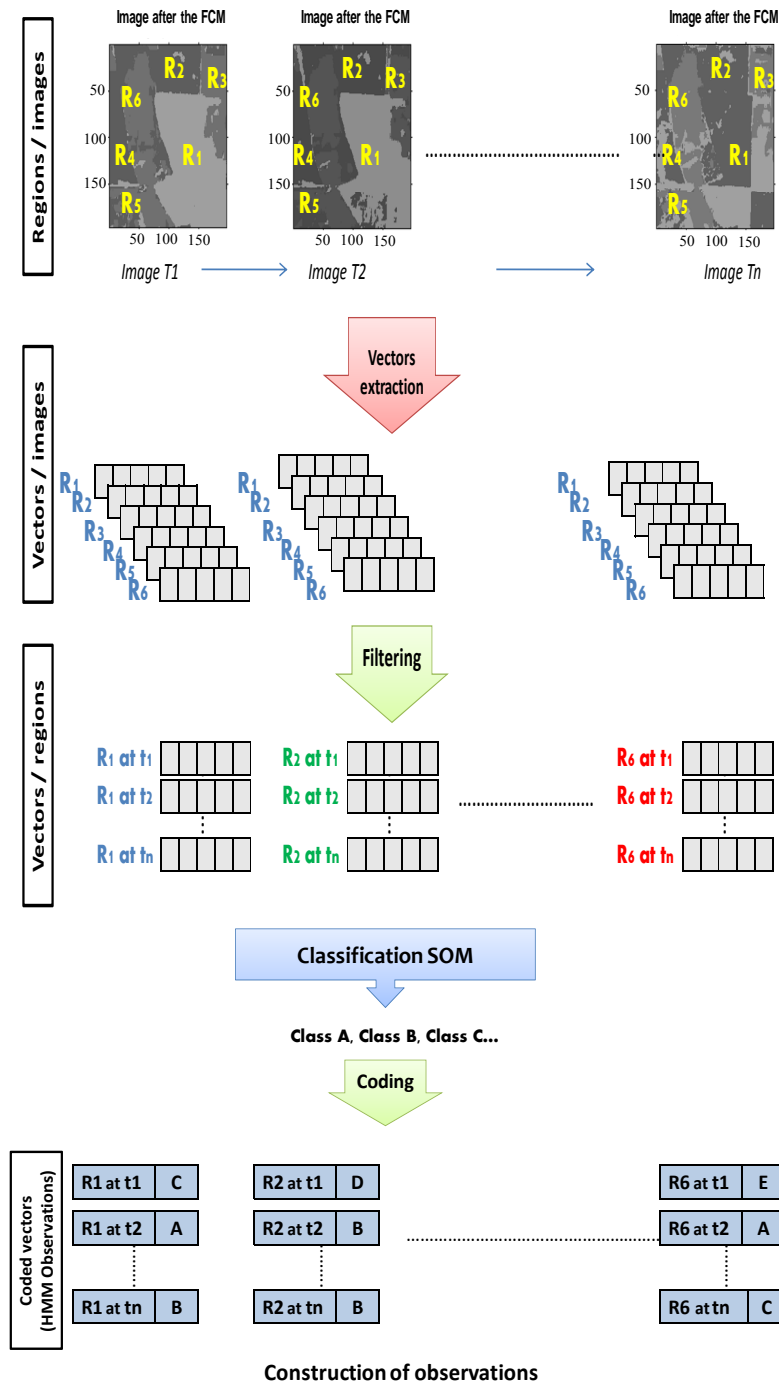 Image after the FCM
Image after the FCM
Image after the FCM
Regions / images
50
100
150
50 100 150
R2
R3
R6
R4
R1
R5
50
100
150
50 100 150
R2
R3
R6
R4
R1
R5
50
100
150
50 100 150
R2
R3
R6
R4
R1
R5
Image T1
Image T2
Image Tn
Vectors extraction
Vectors / images
R1
R2
R3
R4
R5
R6
R1
R2
R3
R4
R5
R6
R1
R2
R3
R4
R5
R6
Filtering
Vectors / regions
R1 at t1
R1 at t2
R1 at tn
R2 at t1
R2 at t2
R2 at tn
R6 at t1
R6 at t2
R6 at tn
Classification SOM
Class A, Class B, Class C...
Coding
Coded vectors
(HMM Observations)
R1 at t1 C
R1 at t2 A
R1 at tn B
R2 at t1 D
R2 at t2 B
R2 at tn B
R6 at t1 E
R6 at t2 A
R6 at tn C
Construction of observations